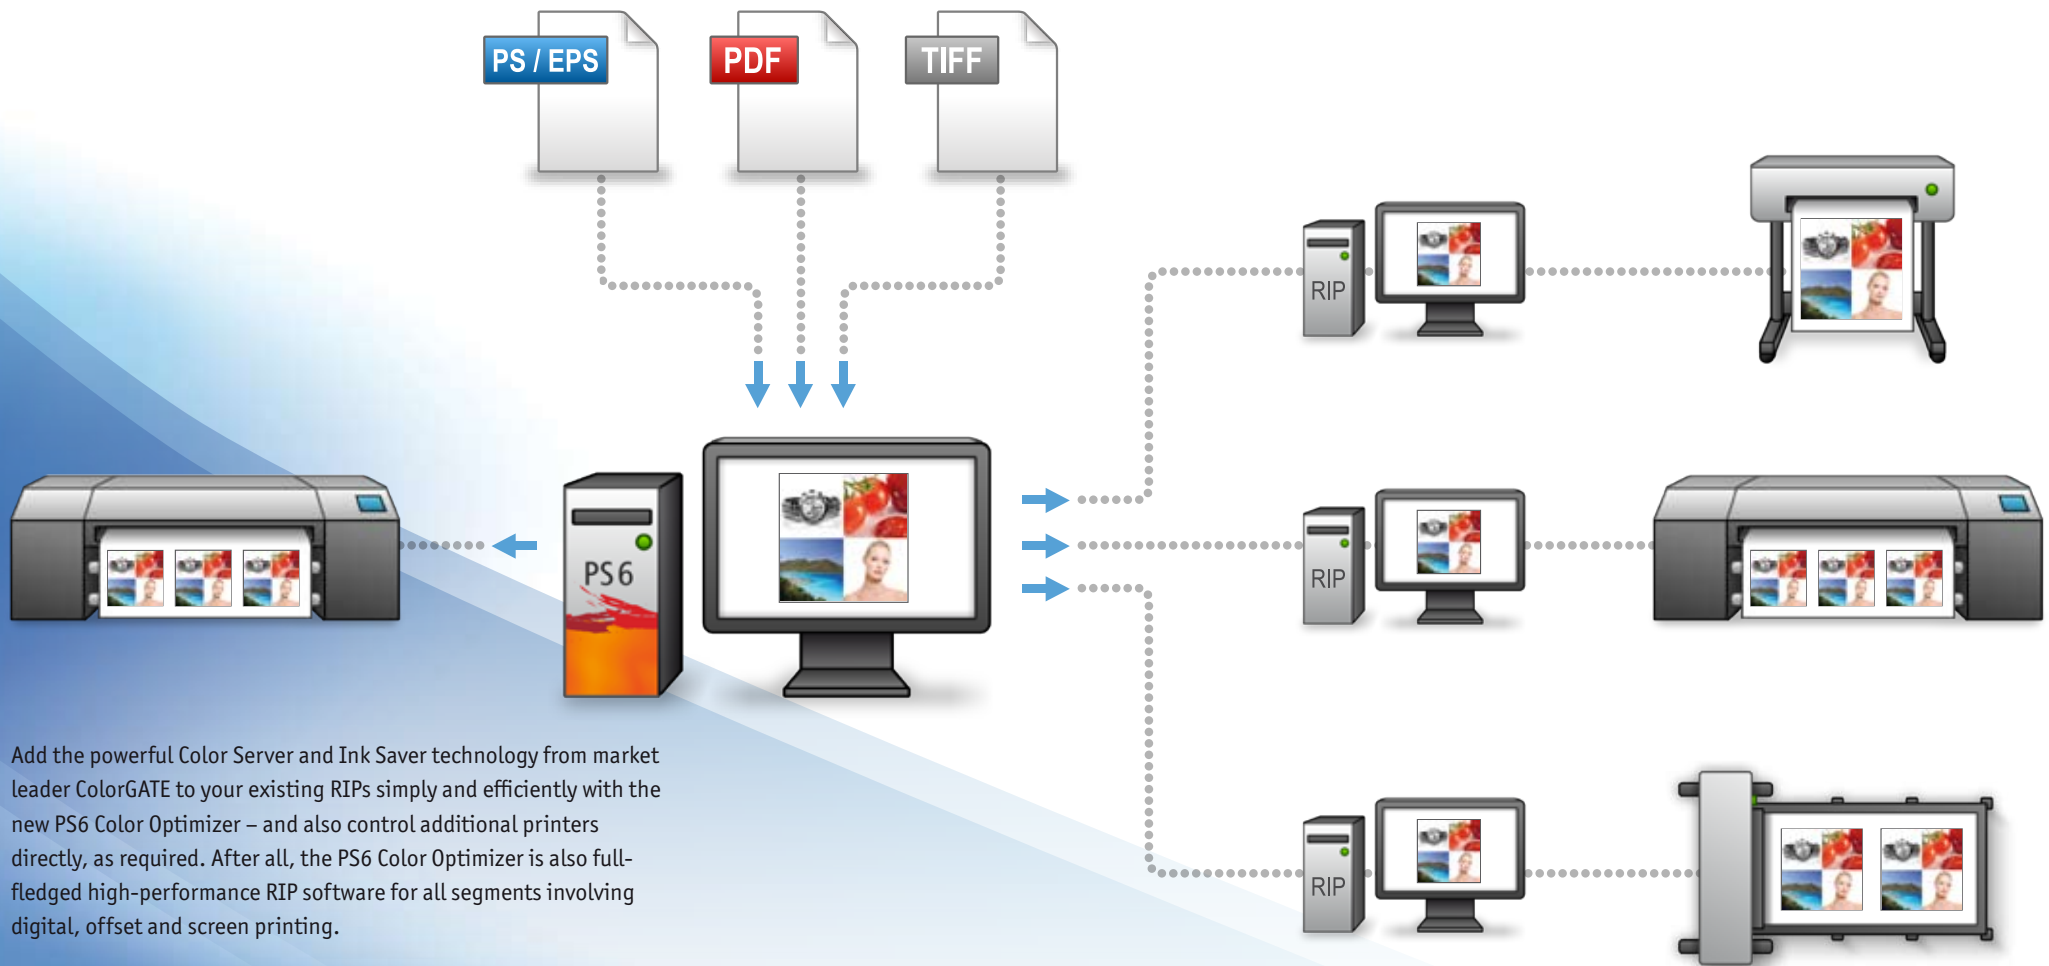 PS / EPS
PDF
TIFF
RIP
PS6
RIP
RIP
Add the powerful Color Server and Ink Saver technology from market
leader ColorGATE to your existing RIPs simply and efficiently with the
new PS6 Color Optimizer – and also control additional printers
directly, as required. After all, the PS6 Color Optimizer is also full-
fledged high-performance RIP software for all segments involving
digital, offset and screen printing.